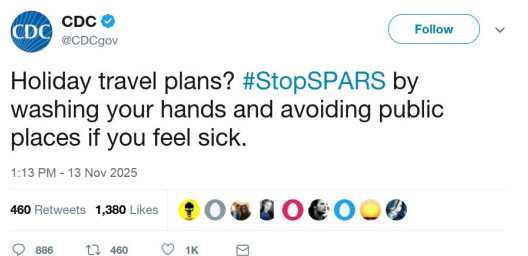 CDC
CDC
@CDCgov
Follow
Holiday travel plans? #StopSPARS by
washing your hands and avoiding public
places if you feel sick.
1:13 PM - 13 Nov 2025
460 Retweets 1,380 Likes
886 460 1K